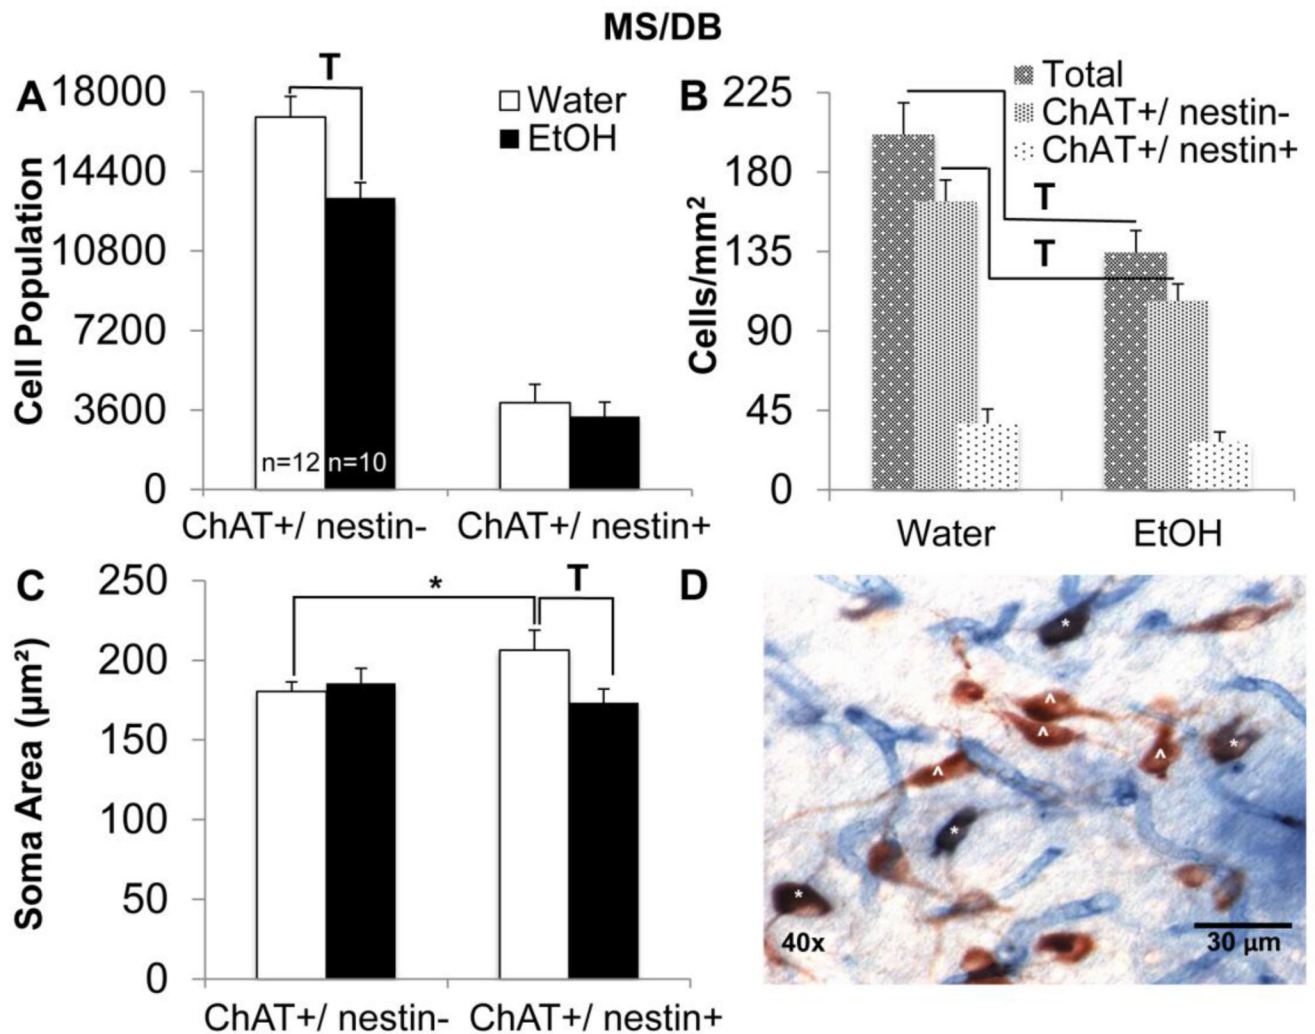 MS/DB
A
18000
14400
10800
7200
3600
0
Cell Population
T
Water
EtOH
n=12 n=10
ChAT+/ nestin- ChAT+/ nestin+
B
225
180
135
90
45
0
Cells/mm²
Total
ChAT+/ nestin-
ChAT+/ nestin+
T
T
Water EtOH
C
250
200
150
100
50
0
Soma Area (µm²)
*
T
ChAT+/ nestin- ChAT+/ nestin+
D
*
^
^
*
^
^
*
*
40x
30 µm